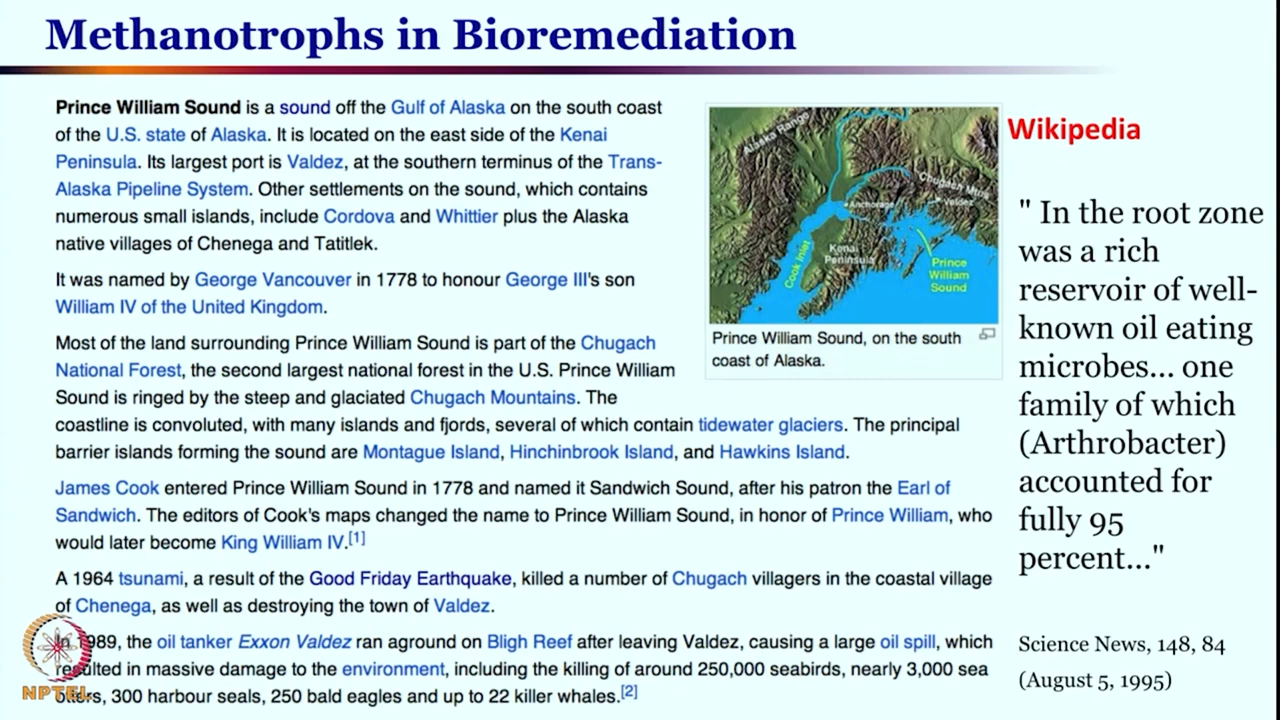 Methanotrophs in Bioremediation
Prince William Sound is a sound off the Gulf of Alaska on the south coast
of the U.S. state of Alaska. It is located on the east side of the Kenai
Peninsula. Its largest port is Valdez, at the southern terminus of the Trans-
Alaska Pipeline System. Other settlements on the sound, which contains
numerous small islands, include Cordova and Whittier plus the Alaska
native villages of Chenega and Tatitlek.
It was named by George Vancouver in 1778 to honour George III's son
William IV of the United Kingdom.
Most of the land surrounding Prince William Sound is part of the Chugach
National Forest, the second largest national forest in the U.S. Prince William
Sound is ringed by the steep and glaciated Chugach Mountains. The
coastline is convoluted, with many islands and fjords, several of which contain tidewater glaciers. The principal
barrier islands forming the sound are Montague Island, Hinchinbrook Island, and Hawkins Island.
James Cook entered Prince William Sound in 1778 and named it Sandwich Sound, after his patron the Earl of
Sandwich. The editors of Cook's maps changed the name to Prince William Sound, in honor of Prince William, who
would later become King William IV.[1]
A 1964 tsunami, a result of the Good Friday Earthquake, killed a number of Chugach villagers in the coastal village
of Chenega, as well as destroying the town of Valdez.
989, the oil tanker Exxon Valdez ran aground on Bligh Reef after leaving Valdez, causing a large oil spill, which
resulted in massive damage to the environment, including the killing of around 250,000 seabirds, nearly 3,000 sea
otters, 300 harbour seals, 250 bald eagles and up to 22 killer whales.[2]
Alaska Range
Chugach Mtns
Valdez
Anchorage
Cook Inlet
Kenai
Peninsula
Prince
William
Sound
Prince William Sound, on the south
coast of Alaska.
Wikipedia
" In the root zone
was a rich
reservoir of well-
known oil eating
microbes... one
family of which
(Arthrobacter)
accounted for
fully 95
percent..."
Science News, 148, 84
(August 5, 1995)
NPTEL